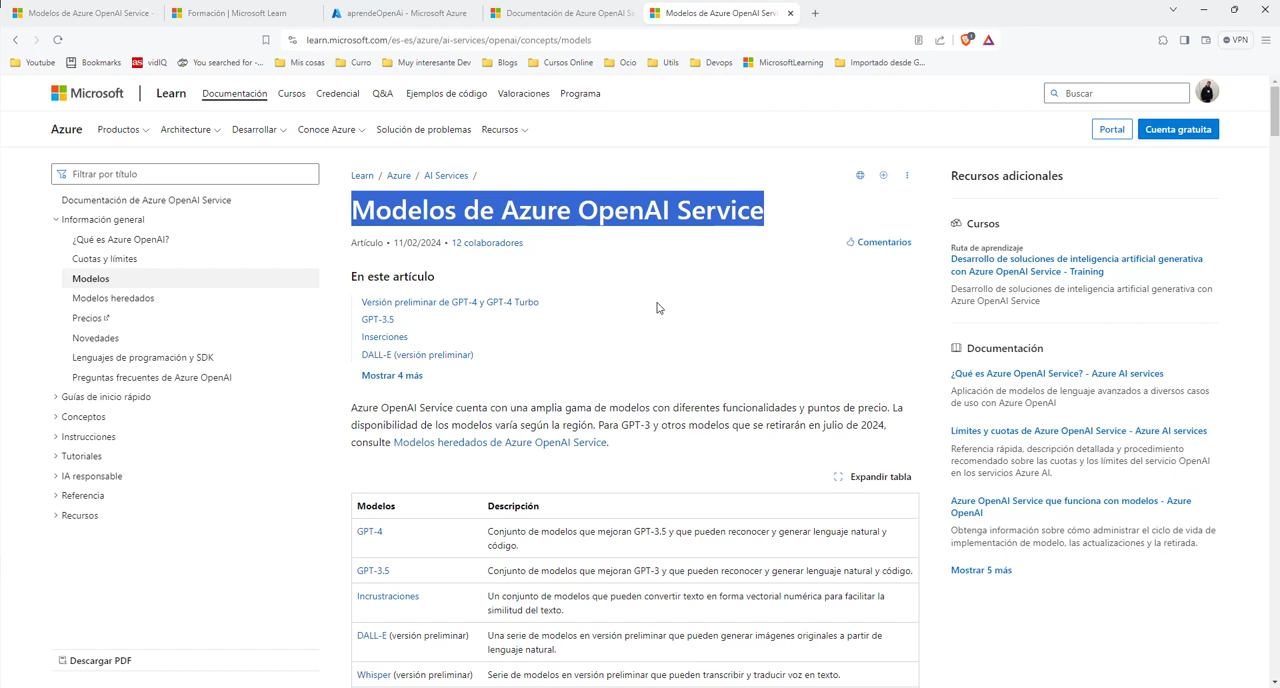 Modelos de Azure OpenAI Service -
Formación | Microsoft Learn
aprendeOpenAi - Microsoft Azure
Documentación de Azure OpenAI Se
Modelos de Azure OpenAI Servi
learn.microsoft.com/es-es/azure/ai-services/openai/concepts/models
VPN
Youtube
Bookmarks
vidIQ
You searched for -...
Mis cosas
Curro
Muy interesante Dev
Blogs
Cursos Online
Ocio
Utils
Devops
MicrosoftLearning
Importado desde G...
Microsoft
Learn
Documentación
Cursos
Credencial
Q&A
Ejemplos de código
Valoraciones
Programa
Buscar
Azure
Productos
Architecture
Desarrollar
Conoce Azure
Solución de problemas
Recursos
Portal
Cuenta gratuita
Filtrar por título
Documentación de Azure OpenAI Service
Información general
¿Qué es Azure OpenAI?
Cuotas y límites
Modelos
Modelos heredados
Precios
Novedades
Lenguajes de programación y SDK
Preguntas frecuentes de Azure OpenAI
Guías de inicio rápido
Conceptos
Instrucciones
Tutoriales
IA responsable
Referencia
Recursos
Descargar PDF
Learn / Azure / AI Services /
Modelos de Azure OpenAI Service
Artículo • 11/02/2024 • 12 colaboradores
Comentarios
En este artículo
Versión preliminar de GPT-4 y GPT-4 Turbo
GPT-3.5
Inserciones
DALL-E (versión preliminar)
Mostrar 4 más
Azure OpenAI Service cuenta con una amplia gama de modelos con diferentes funcionalidades y puntos de precio. La
disponibilidad de los modelos varía según la región. Para GPT-3 y otros modelos que se retirarán en julio de 2024,
consulte Modelos heredados de Azure OpenAI Service.
Expandir tabla
Modelos
Descripción
GPT-4
Conjunto de modelos que mejoran GPT-3.5 y que pueden reconocer y generar lenguaje natural y
código.
GPT-3.5
Conjunto de modelos que mejoran GPT-3 y que pueden reconocer y generar lenguaje natural y código.
Incrustraciones
Un conjunto de modelos que pueden convertir texto en forma vectorial numérica para facilitar la
similitud del texto.
DALL-E (versión preliminar)
Una serie de modelos en versión preliminar que pueden generar imágenes originales a partir de
lenguaje natural.
Whisper (versión preliminar)
Serie de modelos en versión preliminar que pueden transcribir y traducir voz en texto.
Recursos adicionales
Cursos
Ruta de aprendizaje
Desarrollo de soluciones de inteligencia artificial generativa
con Azure OpenAI Service - Training
Desarrollo de soluciones de inteligencia artificial generativa con Azure
OpenAI Service
Documentación
¿Qué es Azure OpenAI Service? - Azure AI services
Aplicación de modelos de lenguaje avanzados a diversos casos
de uso con Azure OpenAI
Límites y cuotas de Azure OpenAI Service - Azure AI services
Referencia rápida, descripción detallada y procedimiento
recomendado sobre las cuotas y los límites del servicio OpenAI
en los servicios Azure AI.
Azure OpenAI Service que funciona con modelos - Azure
OpenAI
Obtenga información sobre cómo administrar el ciclo de vida de
implementación de modelo, las actualizaciones y la retirada.
Mostrar 5 más